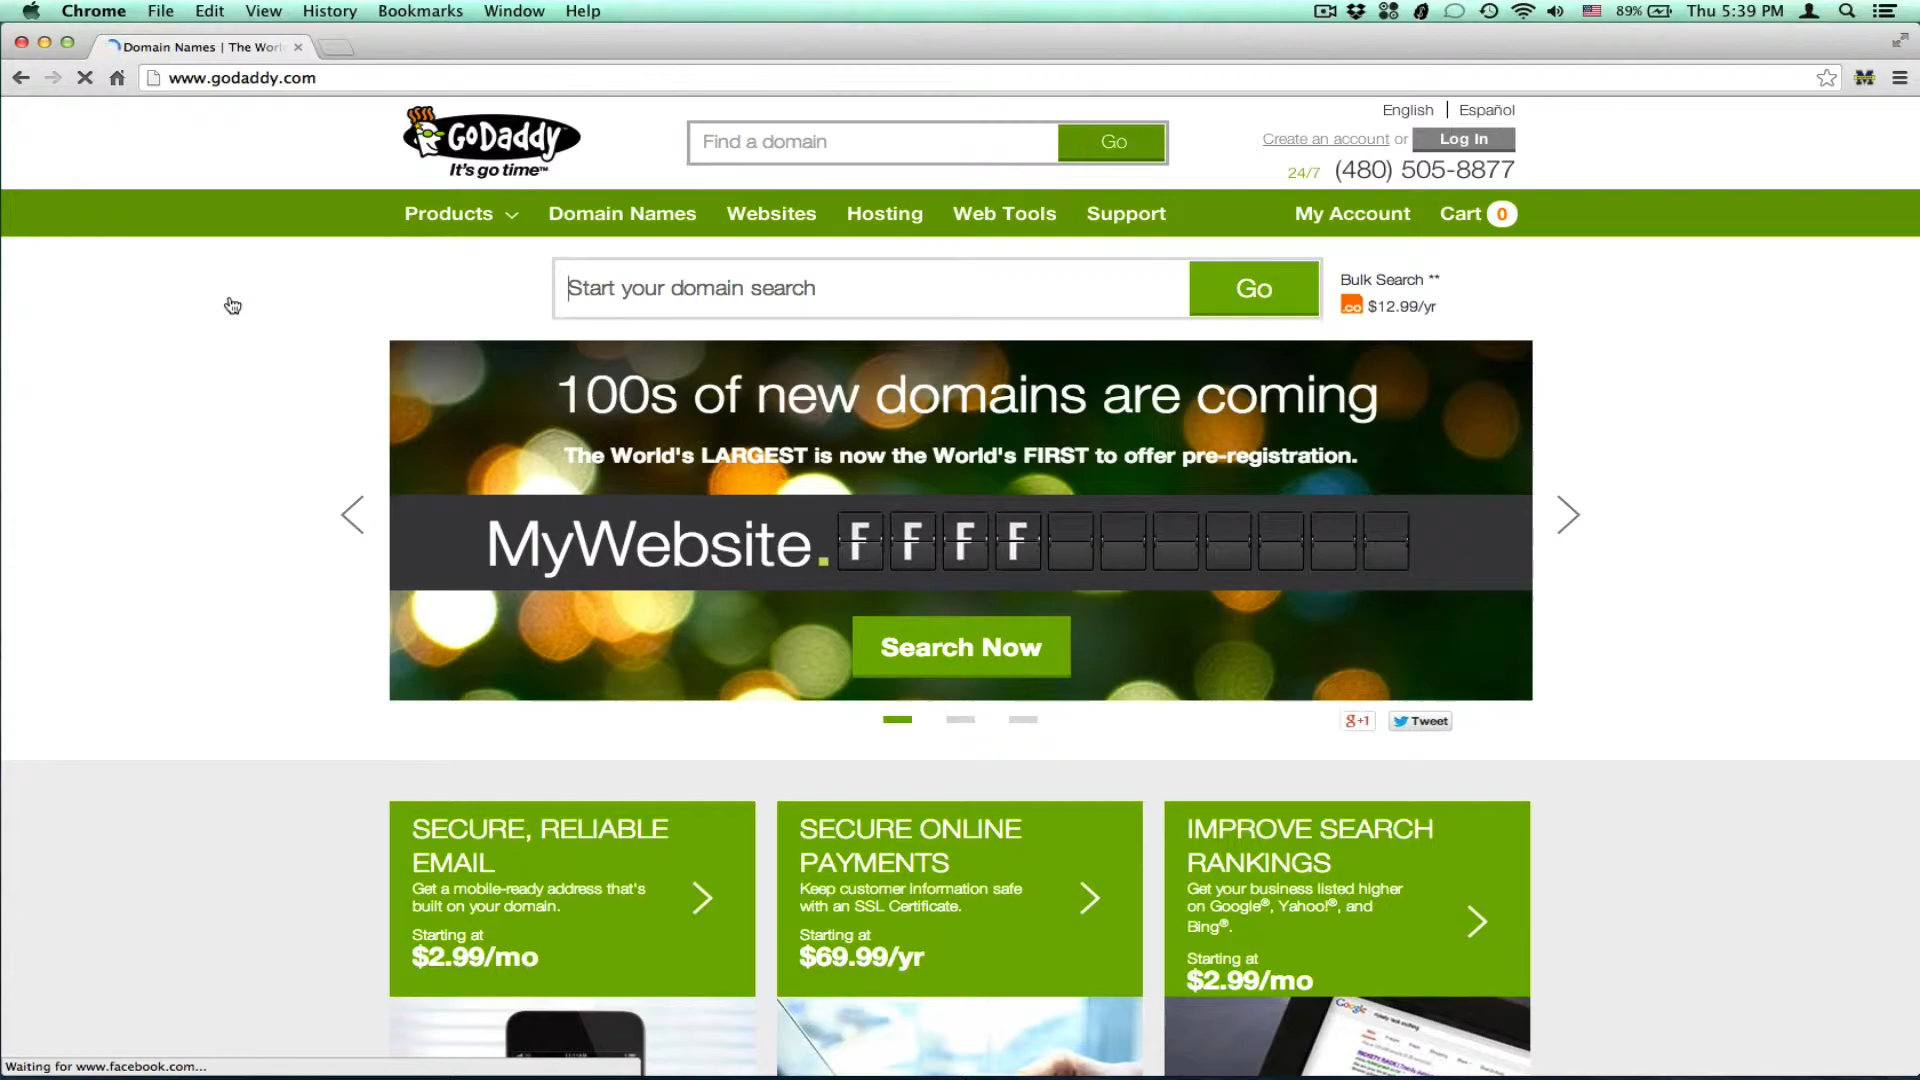 Chrome File Edit View History Bookmarks Window Help
89% Thu 5:39 PM
Domain Names | The Worl
www.godaddy.com
English | Español
GoDaddy
It's go time™
Find a domain
Go
Create an account or Log In
24/7 (480) 505-8877
Products Domain Names Websites Hosting Web Tools Support My Account Cart 0
Start your domain search
Go
Bulk Search **
.co $12.99/yr
100s of new domains are coming
The World's LARGEST is now the World's FIRST to offer pre-registration.
MyWebsite.FFFF
Search Now
g+1
Tweet
SECURE, RELIABLE
EMAIL
Get a mobile-ready address that's
built on your domain.
Starting at
$2.99/mo
SECURE ONLINE
PAYMENTS
Keep customer information safe
with an SSL Certificate.
Starting at
$69.99/yr
IMPROVE SEARCH
RANKINGS
Get your business listed higher
on Google®, Yahoo!®, and
Bing®.
Starting at
$2.99/mo
Google
Waiting for www.facebook.com...